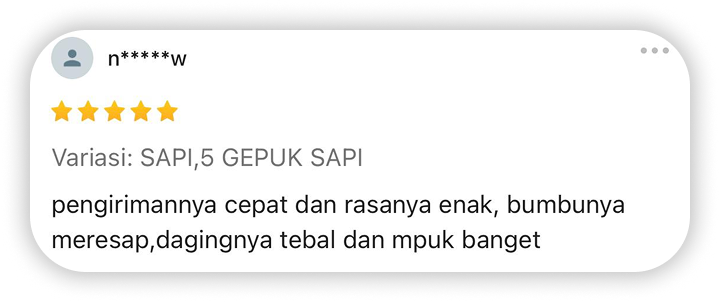 n*****w
Variasi: SAPI,5 GEPUK SAPI
pengirimannya cepat dan rasanya enak, bumbunya
meresap,dagingnya tebal dan mpuk banget